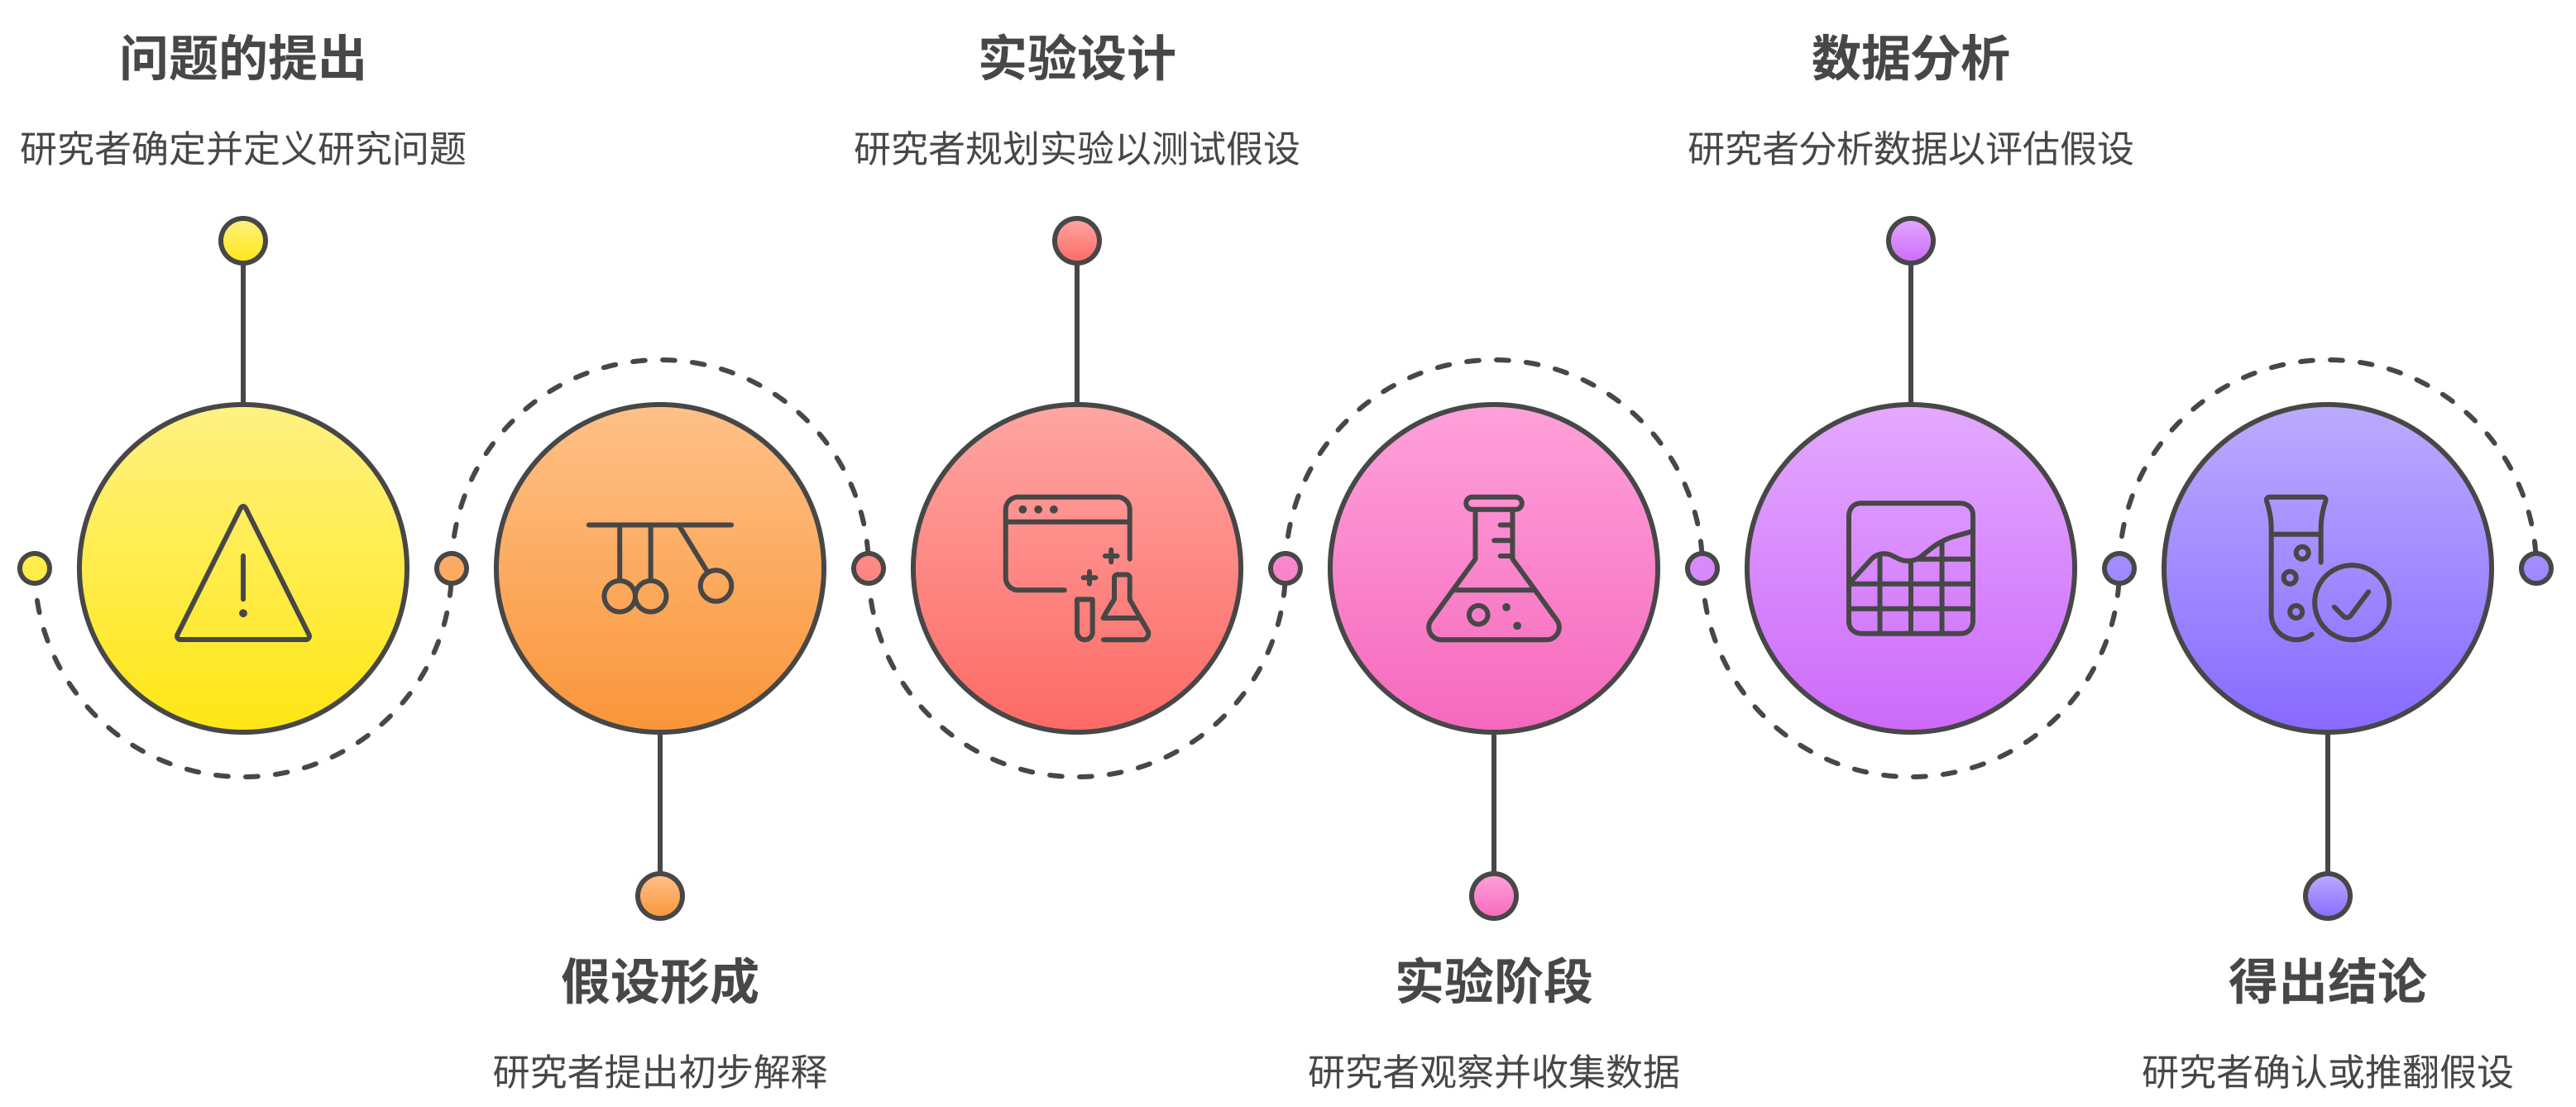 问题的提出
研究者确定并定义研究问题
假设形成
研究者提出初步解释
实验设计
研究者规划实验以测试假设
实验阶段
研究者观察并收集数据
数据分析
研究者分析数据以评估假设
得出结论
研究者确认或推翻假设